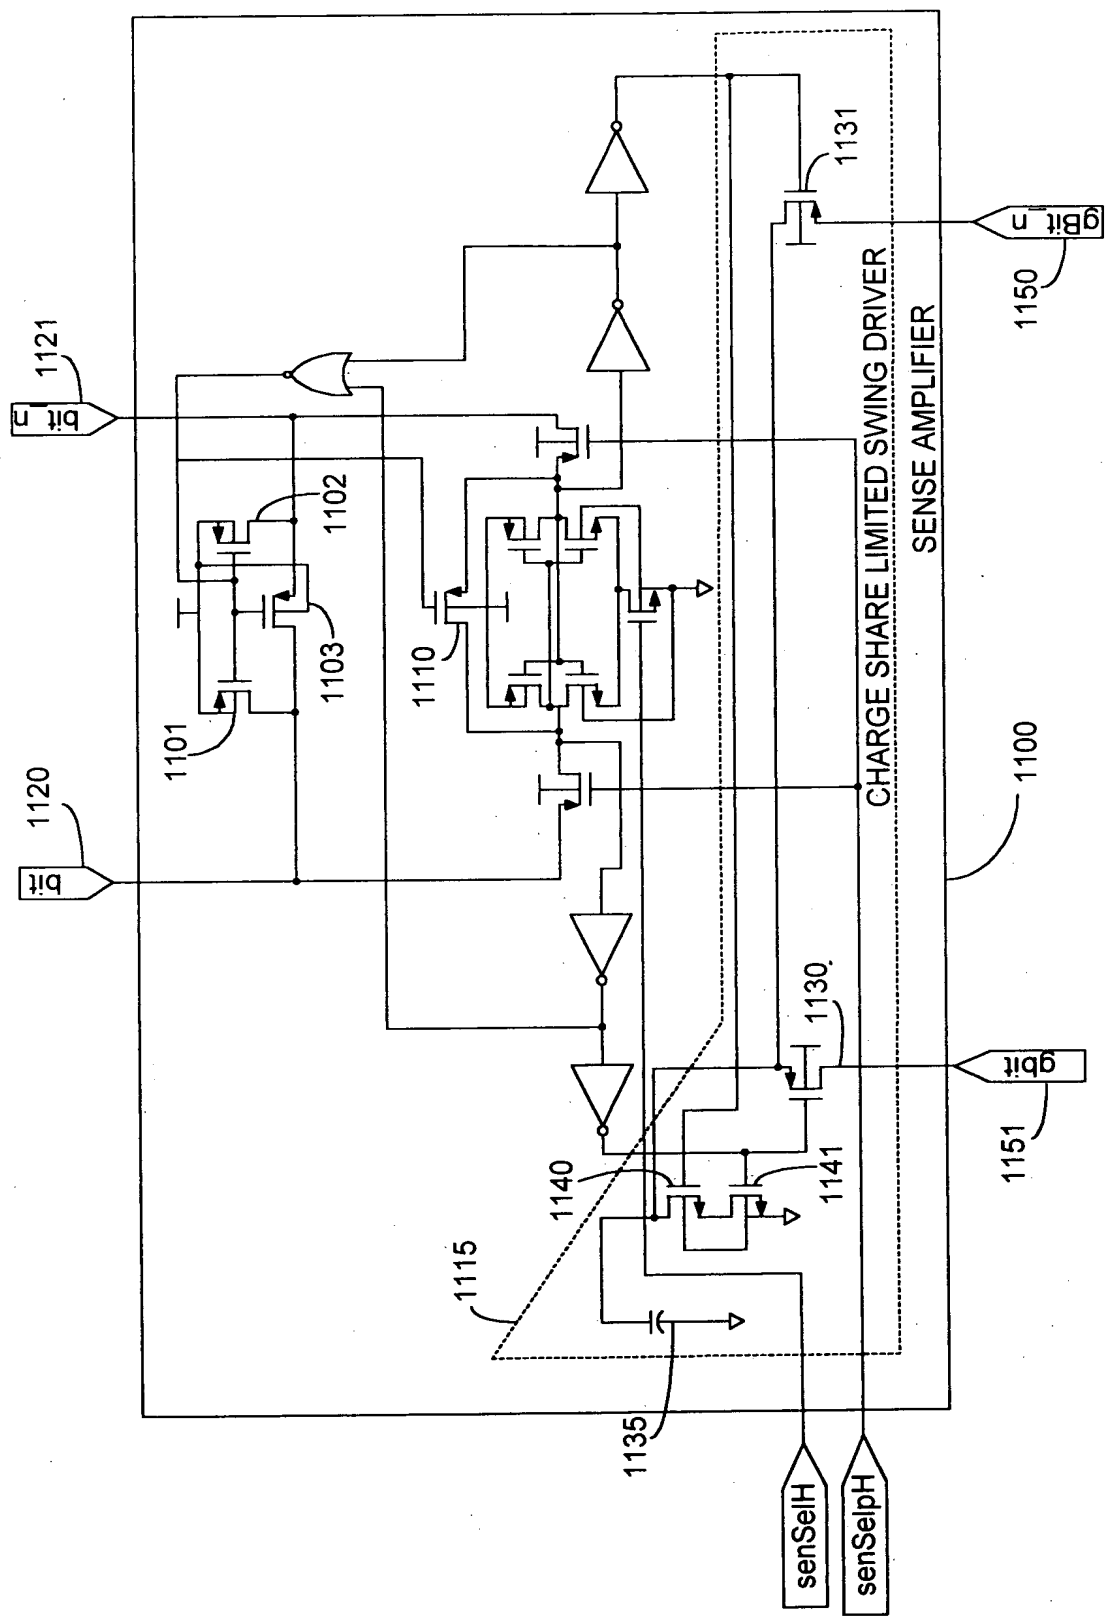 bit
1120
bit_n
1121
1101
1102
1103
1110
1115
1140
1141
1135
1130
1131
CHARGE SHARE LIMITED SWING DRIVER
SENSE AMPLIFIER
1100
senSelH
senSelpH
gbit
1151
gBit_n
1150